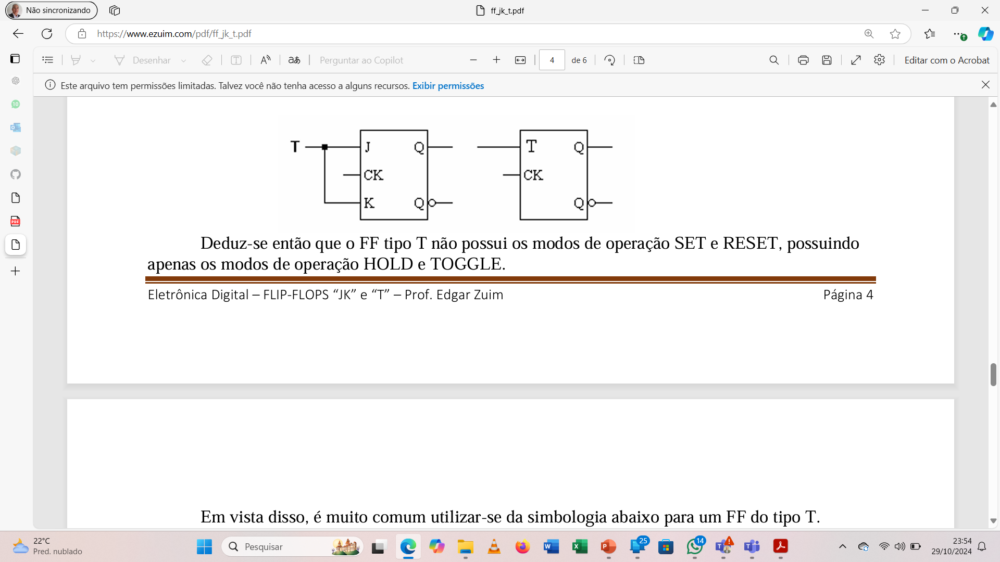 Não sincronizando
ff_jk_t.pdf
https://www.ezuim.com/pdf/ff_jk_t.pdf
Desenhar
T
A
aあ
Perguntar ao Copilot
4
de 6
Editar com o Acrobat
Este arquivo tem permissões limitadas. Talvez você não tenha acesso a alguns recursos. Exibir permissões
10
PDF
T J Q T Q
CK CK
K Q Q
Deduz-se então que o FF tipo T não possui os modos de operação SET e RESET, possuindo
apenas os modos de operação HOLD e TOGGLE.
Eletrônica Digital – FLIP-FLOPS “JK” e “T” – Prof. Edgar Zuim Página 4
Em vista disso, é muito comum utilizar-se da simbologia abaixo para um FF do tipo T.
22°C
Pred. nublado
Pesquisar
25
14
23:54
29/10/2024